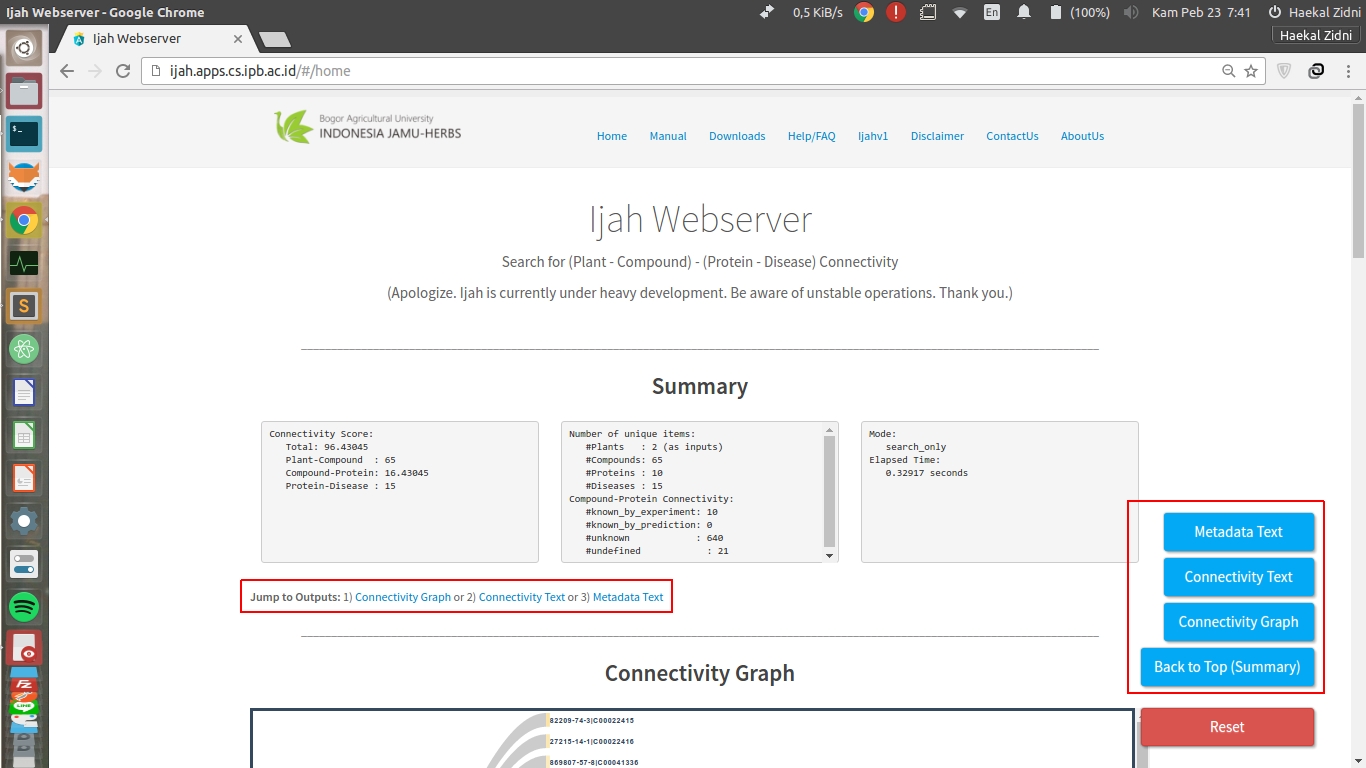 Ijah Webserver - Google Chrome
0,5 KiB/s
En
(100%)
Kam Peb 23 7:41
Haekal Zidni
Ijah Webserver
Haekal Zidni
ijah.apps.cs.ipb.ac.id/#/home
Bogor Agricultural University
INDONESIA JAMU-HERBS
Home Manual Downloads Help/FAQ Ijahv1 Disclaimer ContactUs AboutUs
Ijah Webserver
Search for (Plant - Compound) - (Protein - Disease) Connectivity
(Apologize. Ijah is currently under heavy development. Be aware of unstable operations. Thank you.)
Summary
Connectivity Score:
Total: 96.43045
Plant-Compound : 65
Compound-Protein: 16.43045
Protein-Disease : 15
Number of unique items:
#Plants : 2 (as inputs)
#Compounds: 65
#Proteins : 10
#Diseases : 15
Compound-Protein Connectivity:
#known_by_experiment: 10
#known_by_prediction: 0
#unknown : 640
#undefined : 21
Mode:
search_only
Elapsed Time:
0.32917 seconds
Metadata Text
Connectivity Text
Connectivity Graph
Back to Top (Summary)
Reset
Jump to Outputs: 1) Connectivity Graph or 2) Connectivity Text or 3) Metadata Text
Connectivity Graph
82209-74-3|C00022415
27215-14-1|C00022416
869807-57-8|C00041336